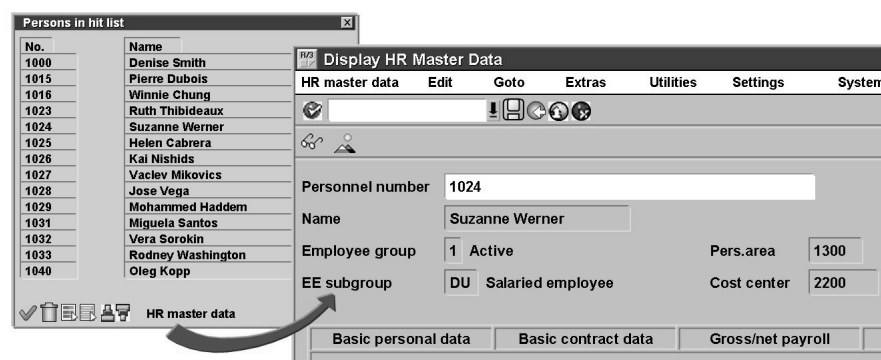 Persons in hit list
No. Name
1000 Denise Smith
1015 Pierre Dubois
1016 Winnie Chung
1023 Ruth Thibideaux
1024 Suzanne Werner
1025 Helen Cabrera
1026 Kai Nishids
1027 Vaclev Mikovics
1028 Jose Vega
1029 Mohammed Haddem
1031 Miguela Santos
1032 Vera Sorokin
1033 Rodney Washington
1040 Oleg Kopp
HR master data
R/3 Display HR Master Data
HR master data Edit Goto Extras Utilities Settings System
Personnel number 1024
Name Suzanne Werner
Employee group 1 Active Pers.area 1300
EE subgroup DU Salaried employee Cost center 2200
Basic personal data Basic contract data Gross/net payroll